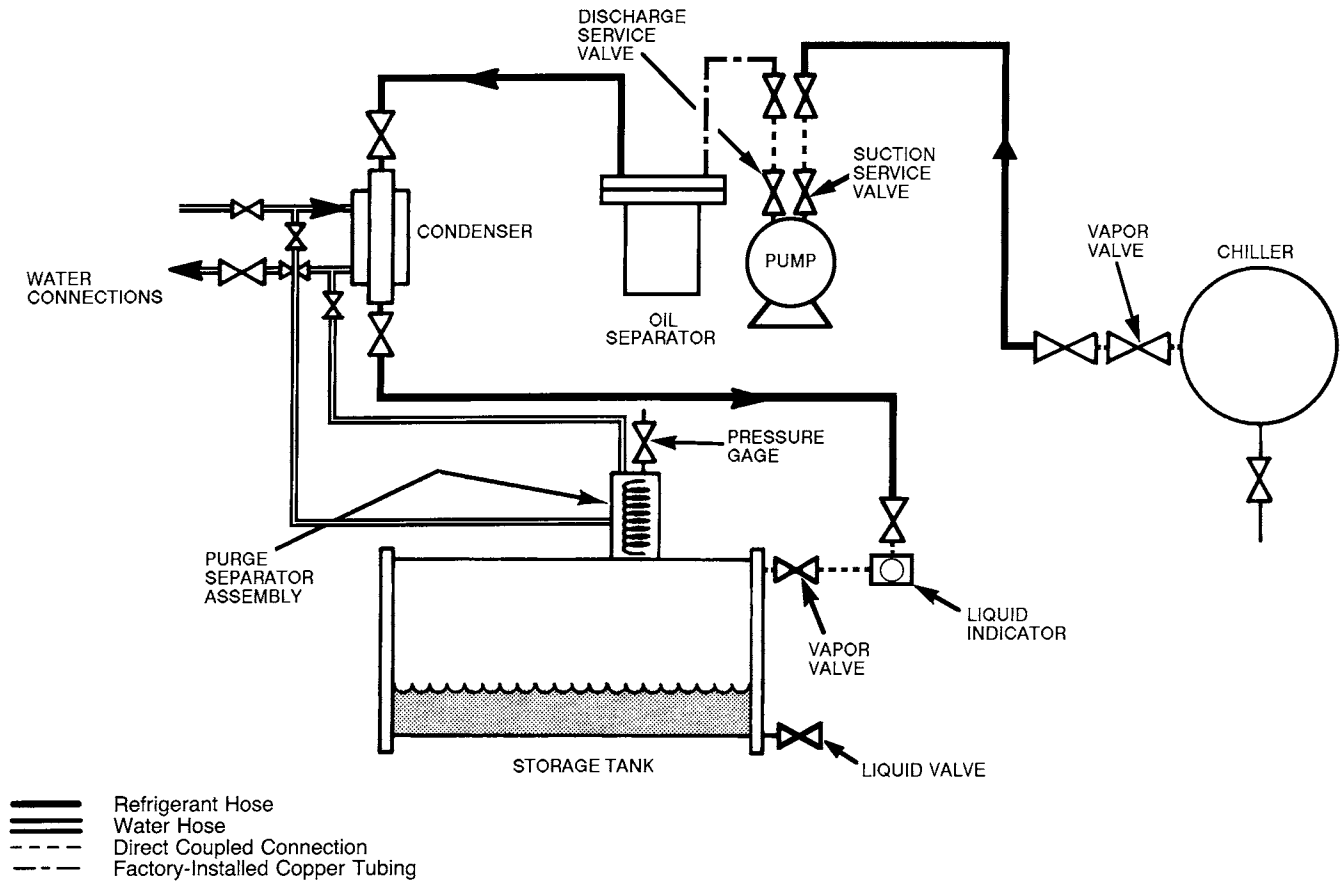 DISCHARGE
SERVICE
VALVE
SUCTION
SERVICE
VALVE
VAPOR
VALVE
CHILLER
CONDENSER
PUMP
WATER
CONNECTIONS
OIL
SEPARATOR
PRESSURE
GAGE
PURGE
SEPARATOR
ASSEMBLY
LIQUID
INDICATOR
VAPOR
VALVE
STORAGE TANK
LIQUID VALVE
Refrigerant Hose
Water Hose
Direct Coupled Connection
Factory-Installed Copper Tubing